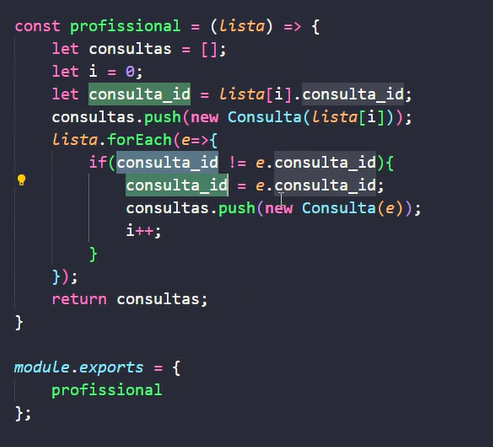 const profissional = (lista) => {
    let consultas = [];
    let i = 0;
    let consulta_id = lista[i].consulta_id;
    consultas.push(new Consulta(lista[i]));
    lista.forEach(e=>{
        if(consulta_id != e.consulta_id){
            consulta_id = e.consulta_id;
            consultas.push(new Consulta(e));
            i++;
        }
    });
    return consultas;
}

module.exports = {
    profissional
};